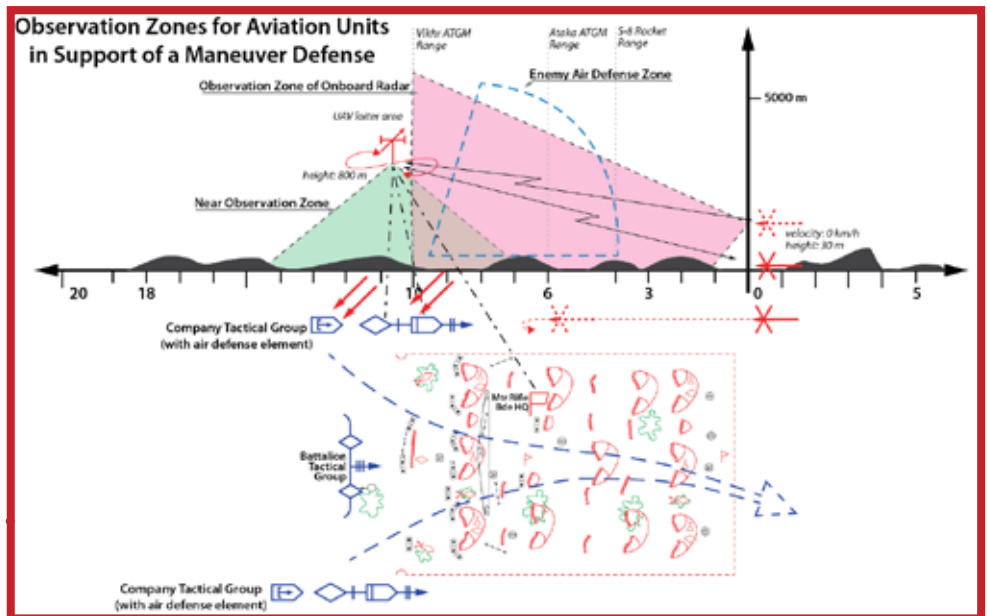 Observation Zones for Aviation Units
in Support of a Maneuver Defense
Vikhr ATGM
Range
Ataka ATGM
Range
S-8 Rocket
Range
Enemy Air Defense Zone
Observation Zone of Onboard Radar
5000 m
UAV loiter area
height: 800 m
Near Observation Zone
velocity: 0 km/h
height: 30 m
20
18
10
6
3
0
5
Company Tactical Group
(with air defense element)
Mtr Rifle
Bde HQ
Battalion
Tactical
Group
Company Tactical Group
(with air defense element)